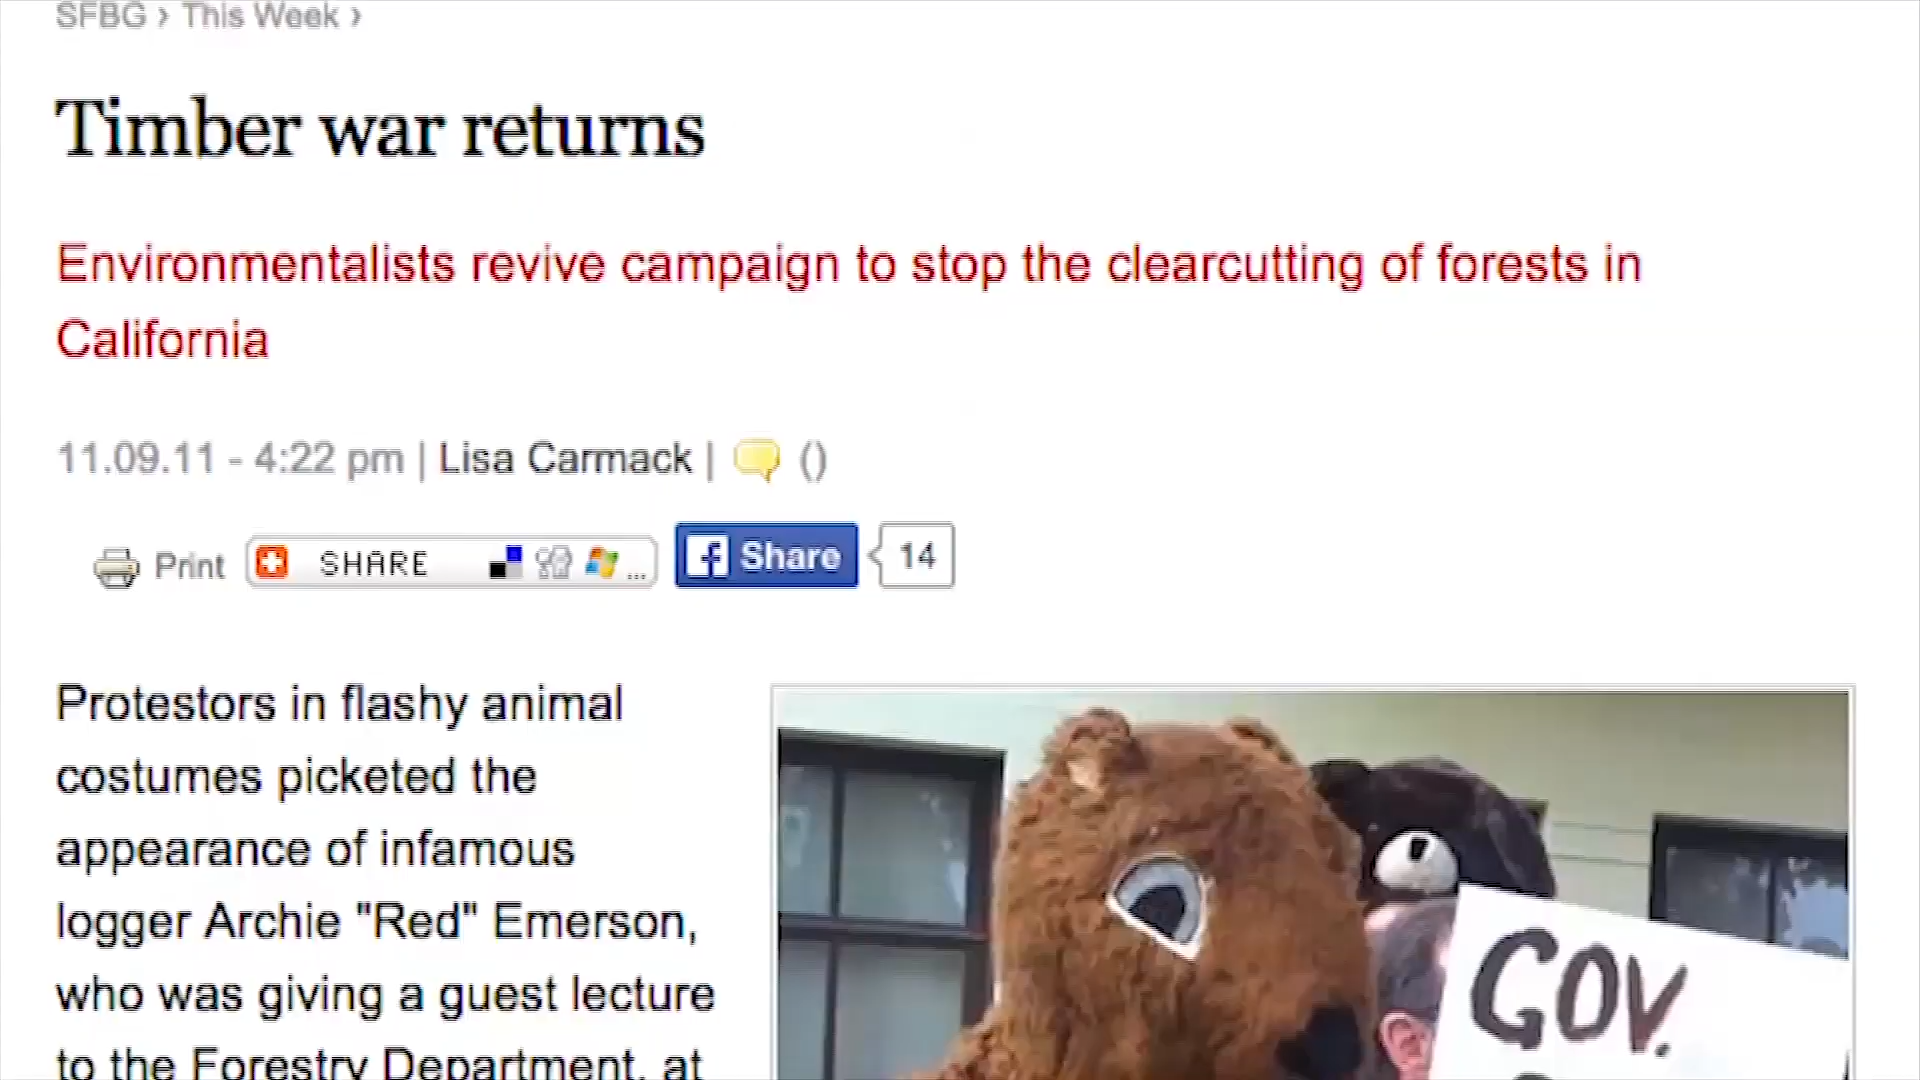 SFBG › This Week ›
Timber war returns
Environmentalists revive campaign to stop the clearcutting of forests in
California
11.09.11 - 4:22 pm | Lisa Carmack | ()
Print SHARE ... Share 14
Protestors in flashy animal
costumes picketed the
appearance of infamous
logger Archie "Red" Emerson,
who was giving a guest lecture
to the Forestry Department, at
GOV.